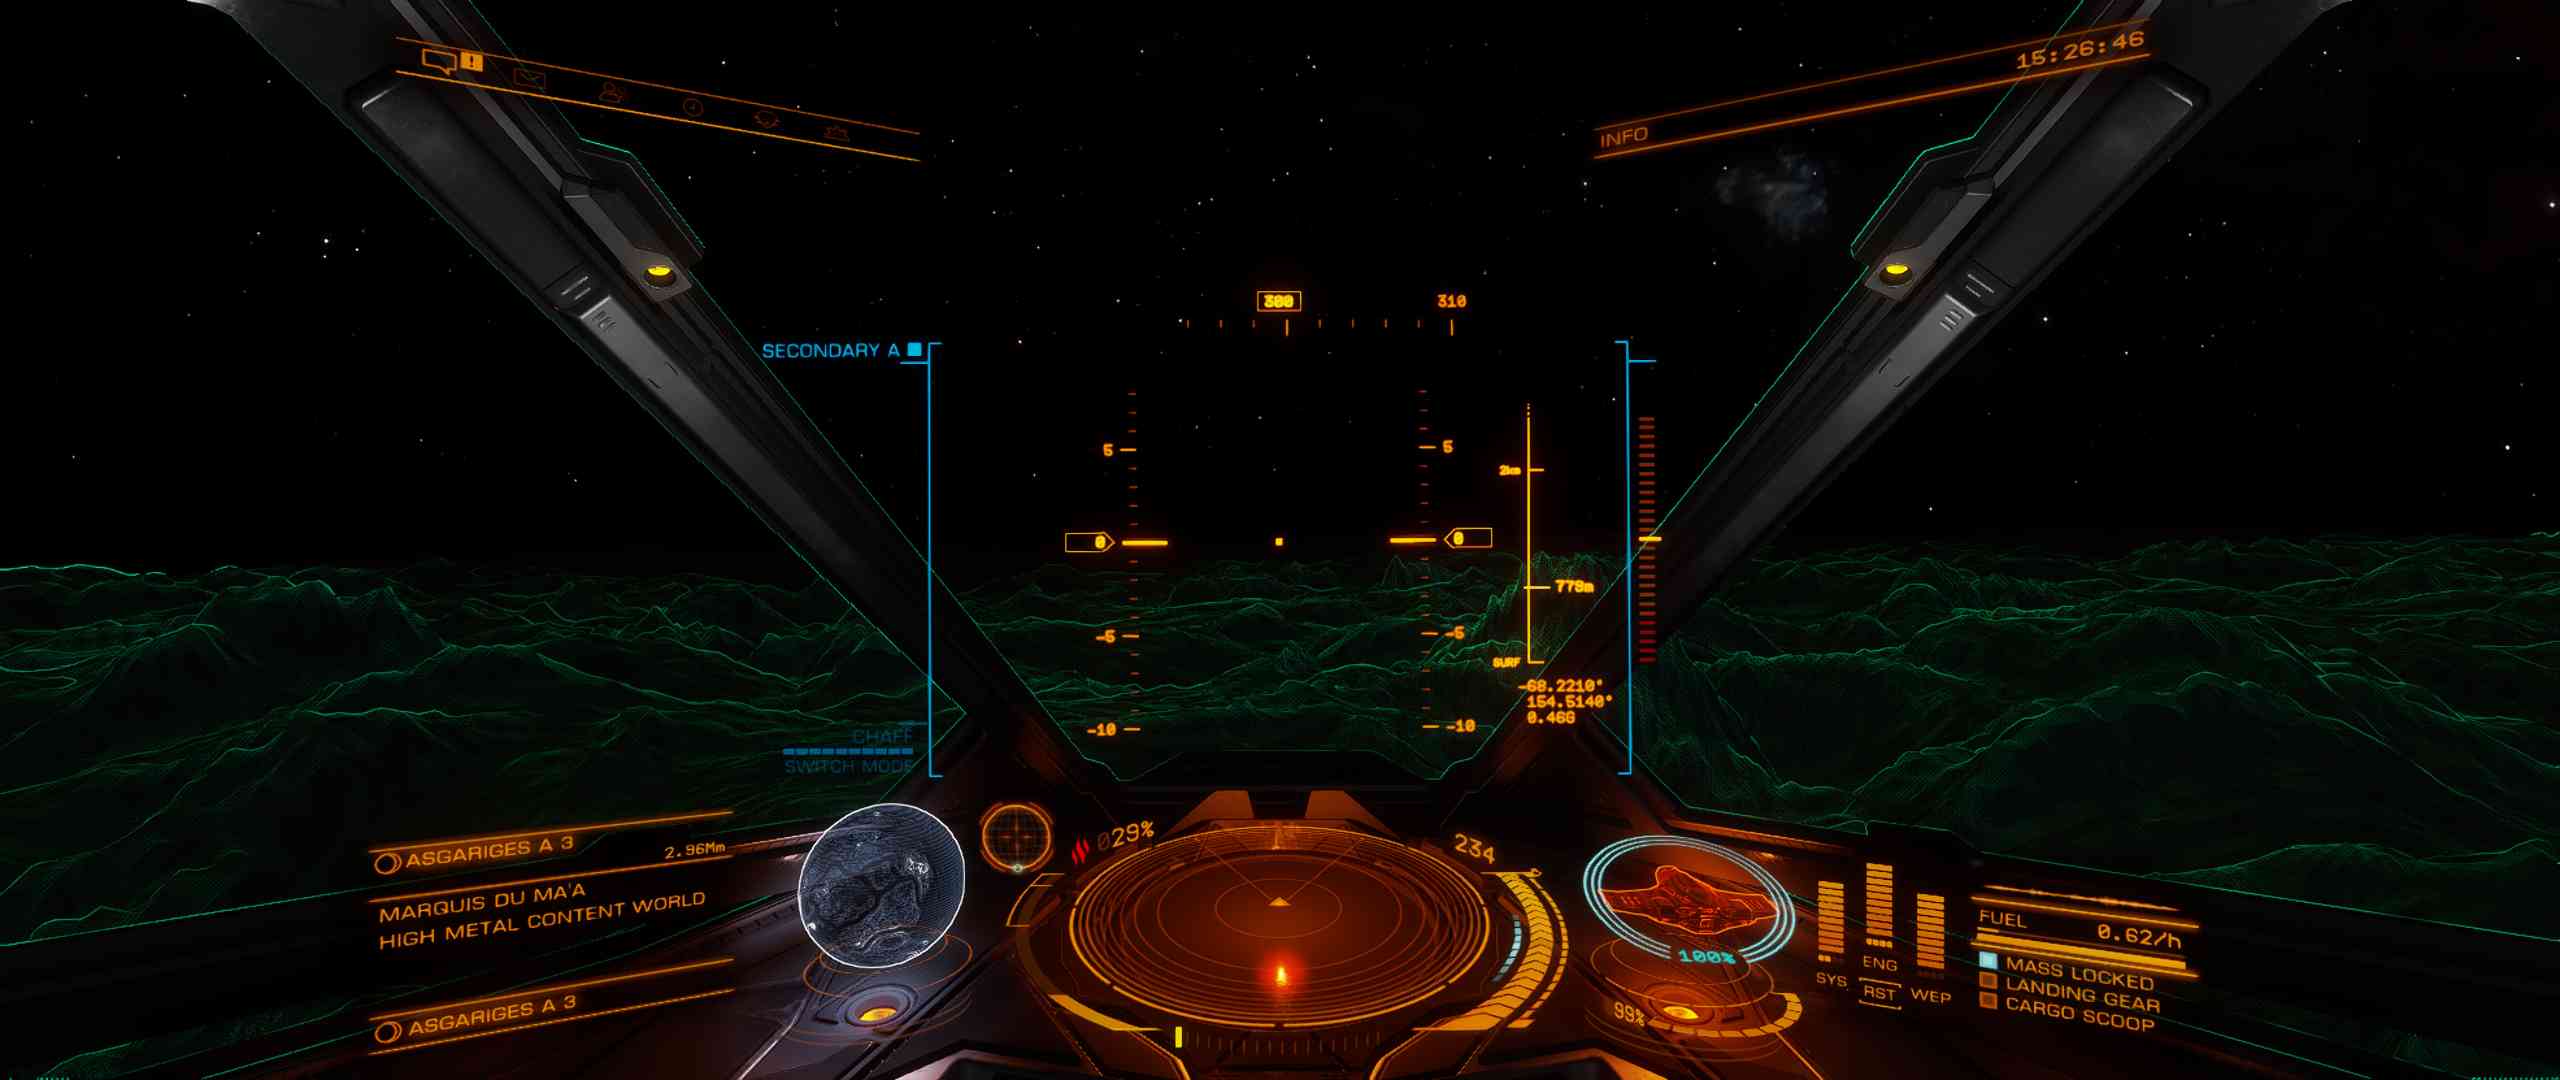 15:26:46
INFO
300
310
SECONDARY A
5
5
2km
0
0
779m
-5
-5
SURF
-68.2210°
154.5140°
0.46G
-10
-10
CHAFF
SWITCH MODE
029%
234
ASGARIGES A 3
2.96Mm
MARQUIS DU MA'A
HIGH METAL CONTENT WORLD
ASGARIGES A 3
100%
99%
SYS
ENG
WEP
RST
FUEL
0.62/h
MASS LOCKED
LANDING GEAR
CARGO SCOOP